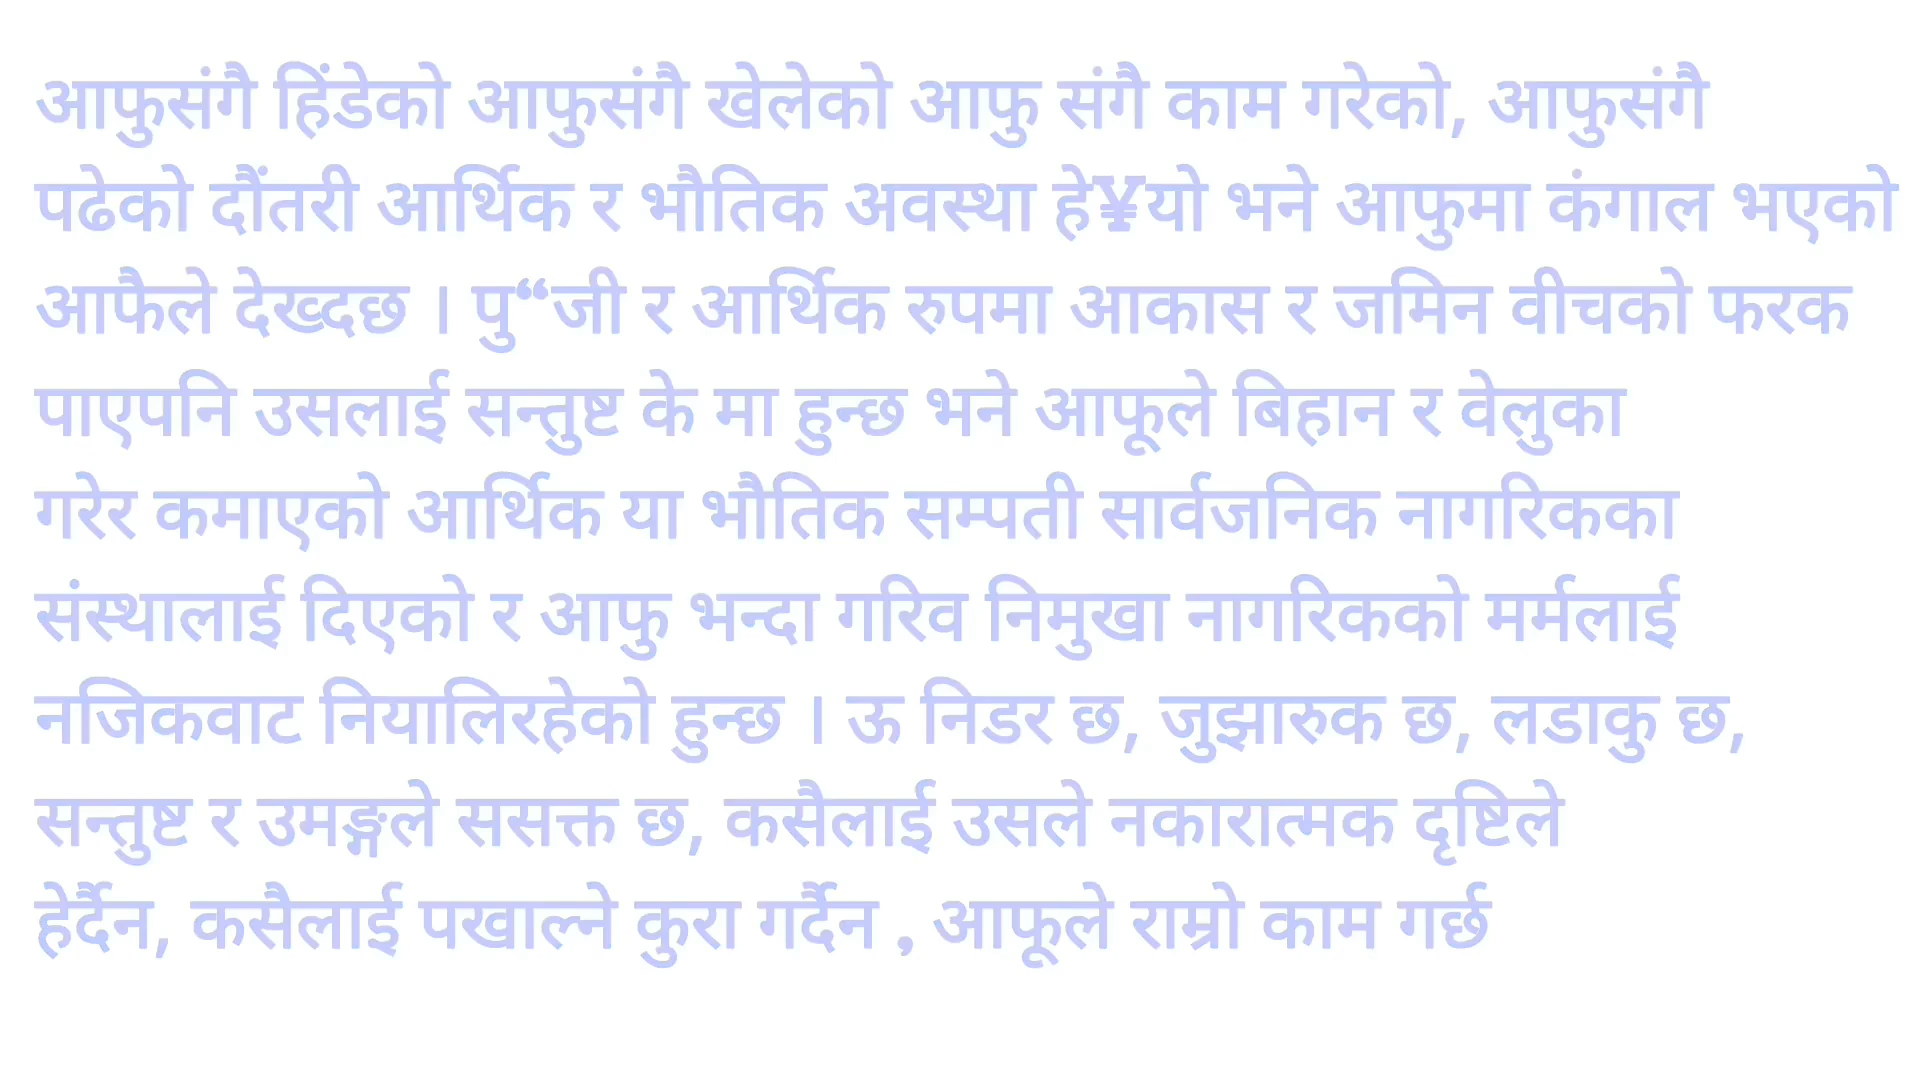 आफुसंगै हिंडेको आफुसंगै खेलेको आफु संगै काम गरेको, आफुसंगै
पढेको दौंतरी आर्थिक र भौतिक अवस्था हे¥यो भने आफुमा कंगाल भएको
आफैले देख्दछ । पु“जी र आर्थिक रुपमा आकास र जमिन वीचको फरक
पाएपनि उसलाई सन्तुष्ट के मा हुन्छ भने आफूले बिहान र वेलुका
गरेर कमाएको आर्थिक या भौतिक सम्पती सार्वजनिक नागरिकका
संस्थालाई दिएको र आफु भन्दा गरिव निमुखा नागरिकको मर्मलाई
नजिकवाट नियालिरहेको हुन्छ । ऊ निडर छ, जुझारुक छ, लडाकु छ,
सन्तुष्ट र उमङ्गले ससक्त छ, कसैलाई उसले नकारात्मक दृष्टिले
हेर्दैन, कसैलाई पखाल्ने कुरा गर्दैन , आफूले राम्रो काम गर्छ